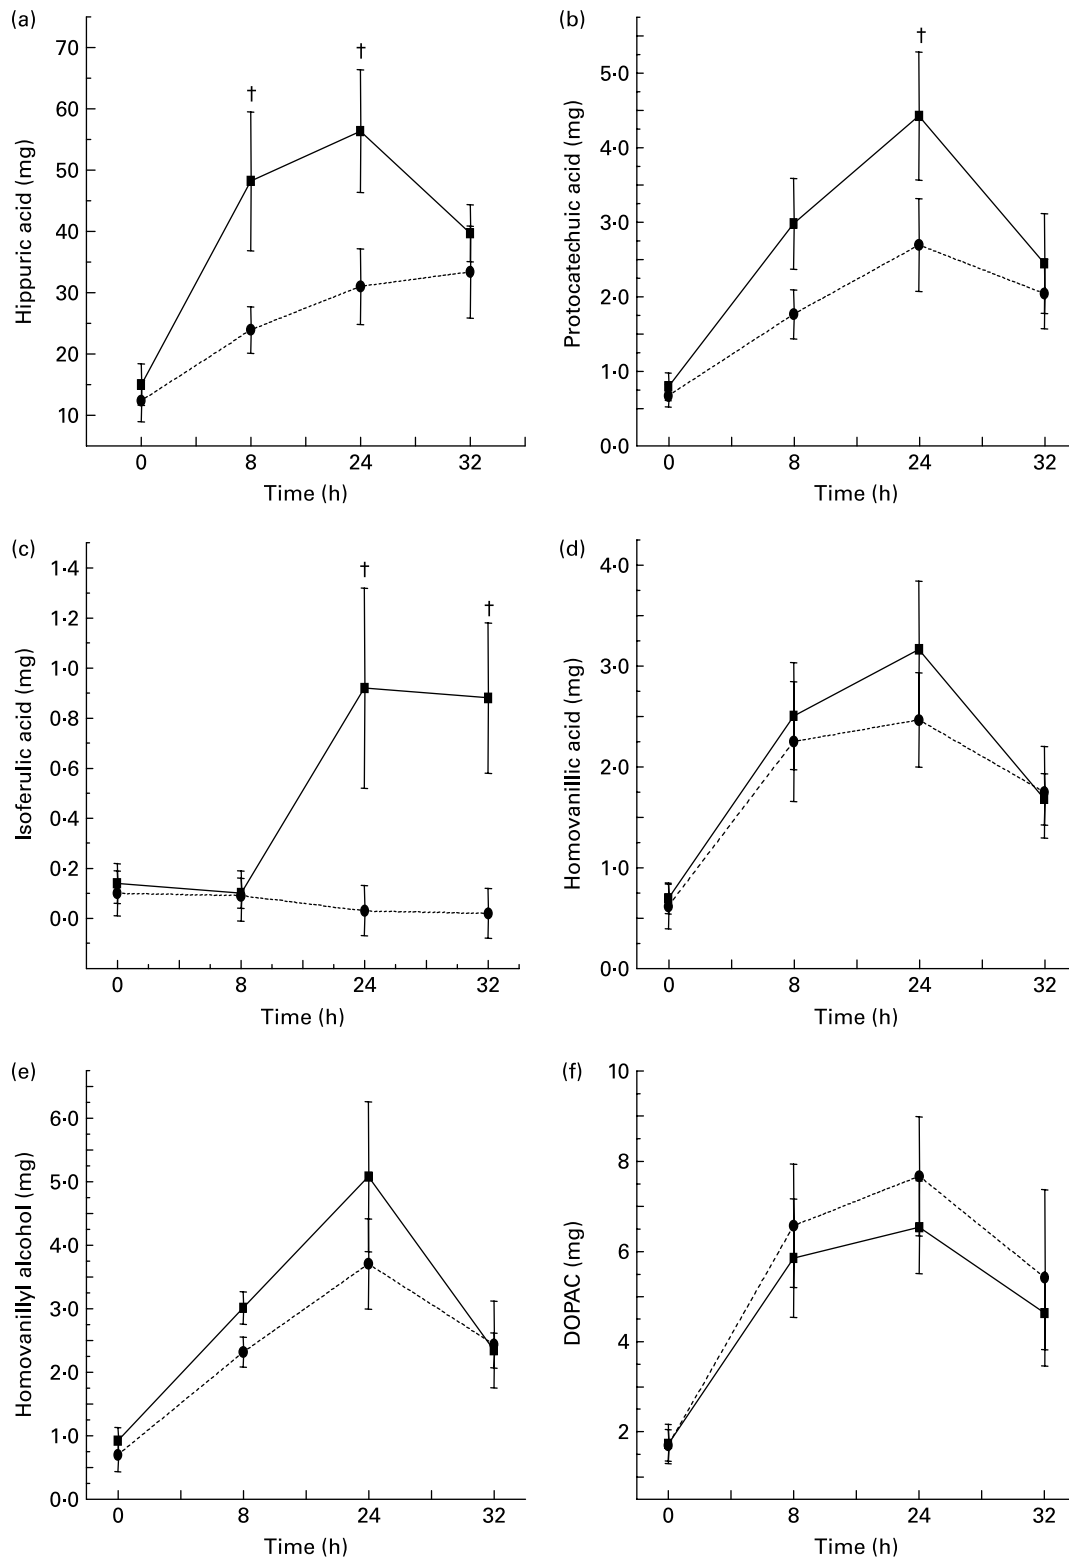 (a)
70
†
†
60
50
40
30
20
10
Hippuric acid (mg)
0 8 24 32
Time (h)
(b)
†
5·0
4·0
3·0
2·0
1·0
0·0
Protocatechuic acid (mg)
0 8 24 32
Time (h)
(c)
1·4
†
†
1·2
1·0
0·8
0·6
0·4
0·2
0·0
Isoferulic acid (mg)
0 8 24 32
Time (h)
(d)
4·0
3·0
2·0
1·0
0·0
Homovanillic acid (mg)
0 8 24 32
Time (h)
(e)
6·0
5·0
4·0
3·0
2·0
1·0
0·0
Homovanillyl alcohol (mg)
0 8 24 32
Time (h)
(f)
10
8
6
4
2
DOPAC (mg)
0 8 24 32
Time (h)